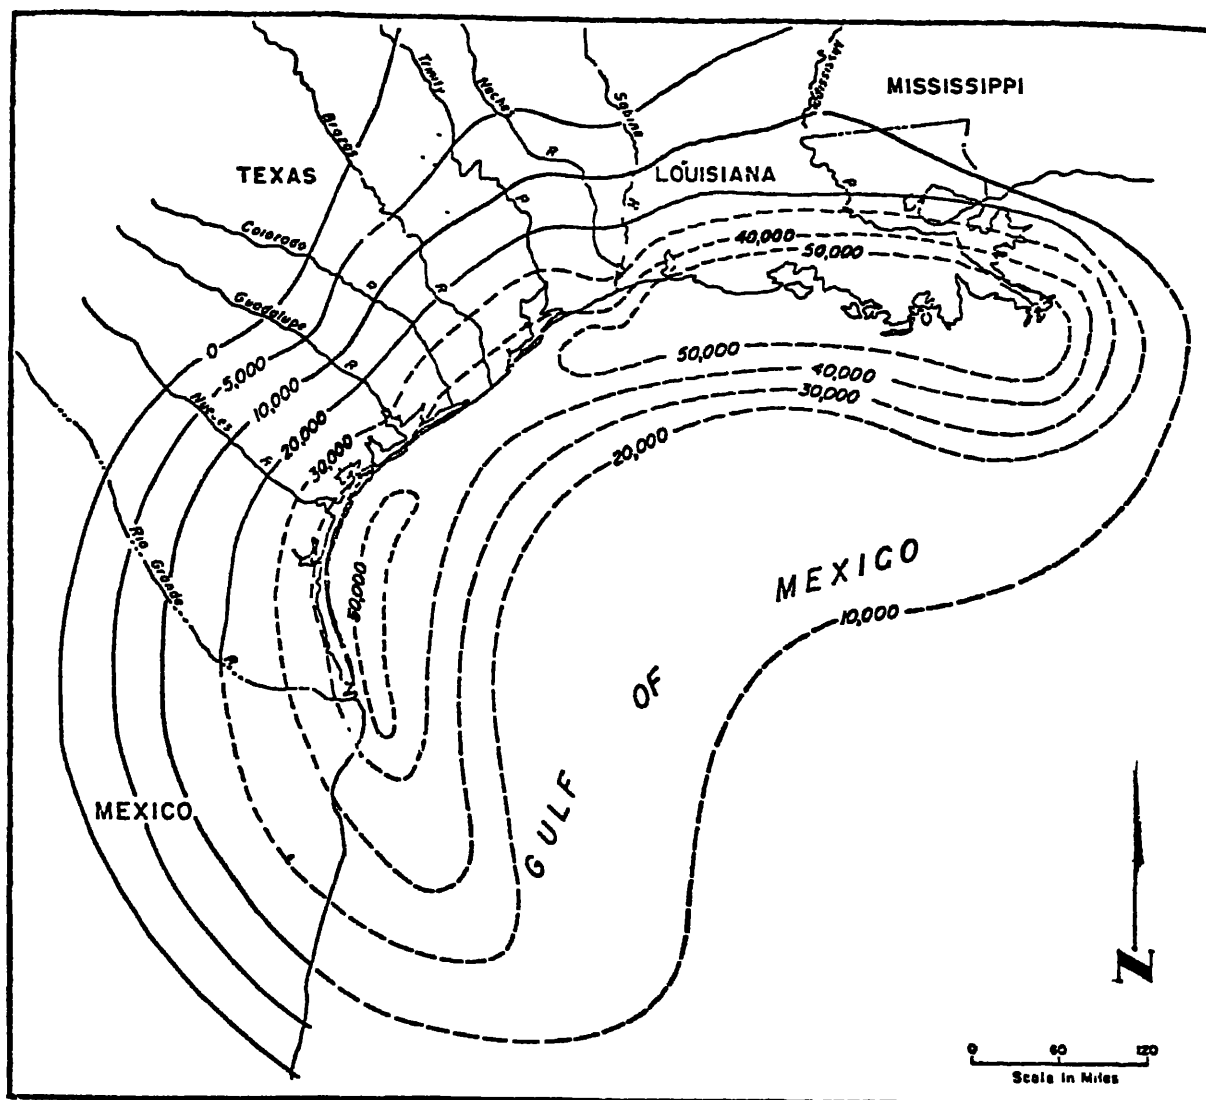 MISSISSIPPI
Trinity
Neches
Sabine
Brazos
R
TEXAS
LOUISIANA
R
R
Colorado
R
R
40,000
50,000
Guadalupe
R
0
5,000
10,000
20,000
30,000
R
50,000
40,000
30,000
20,000
Rio Grande
R.
50,000
MEXICO
10,000
OF
GULF
MEXICO
N
0 60 120
Scale in Miles